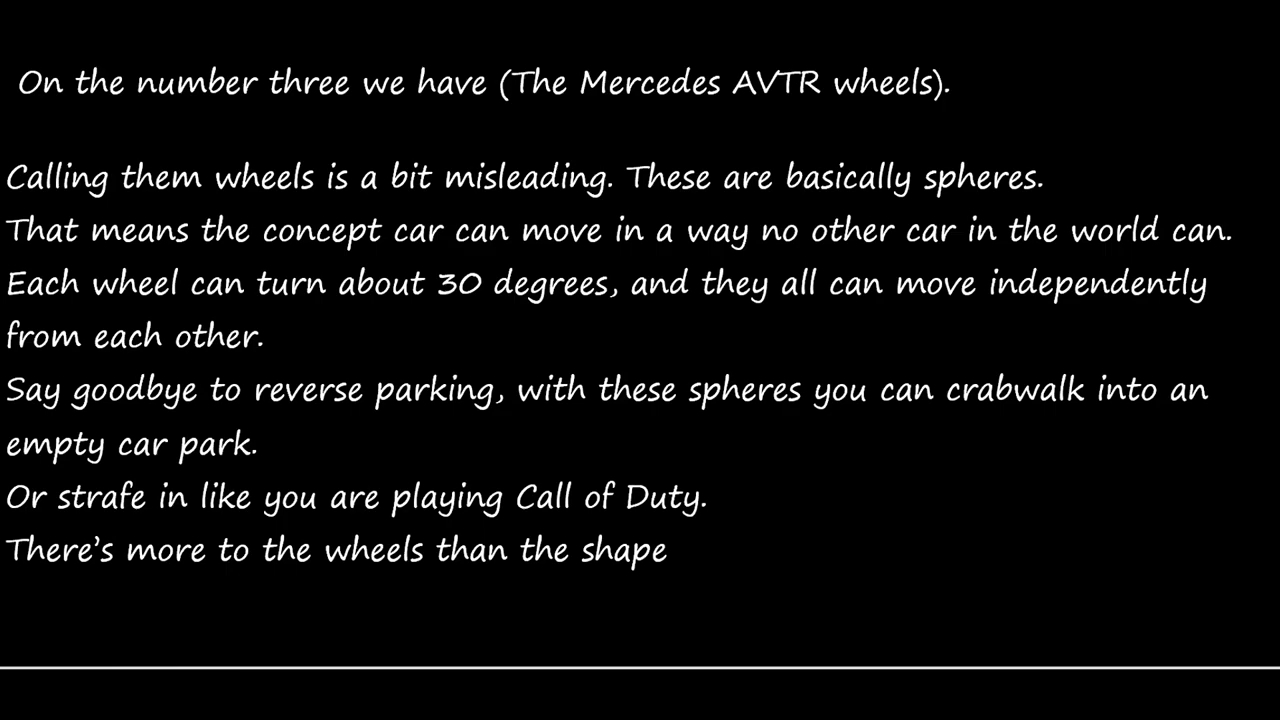 On the number three we have (The Mercedes AVTR wheels).
Calling them wheels is a bit misleading. These are basically spheres.
That means the concept car can move in a way no other car in the world can.
Each wheel can turn about 30 degrees, and they all can move independently
from each other.
Say goodbye to reverse parking, with these spheres you can crabwalk into an
empty car park.
Or strafe in like you are playing Call of Duty.
There's more to the wheels than the shape